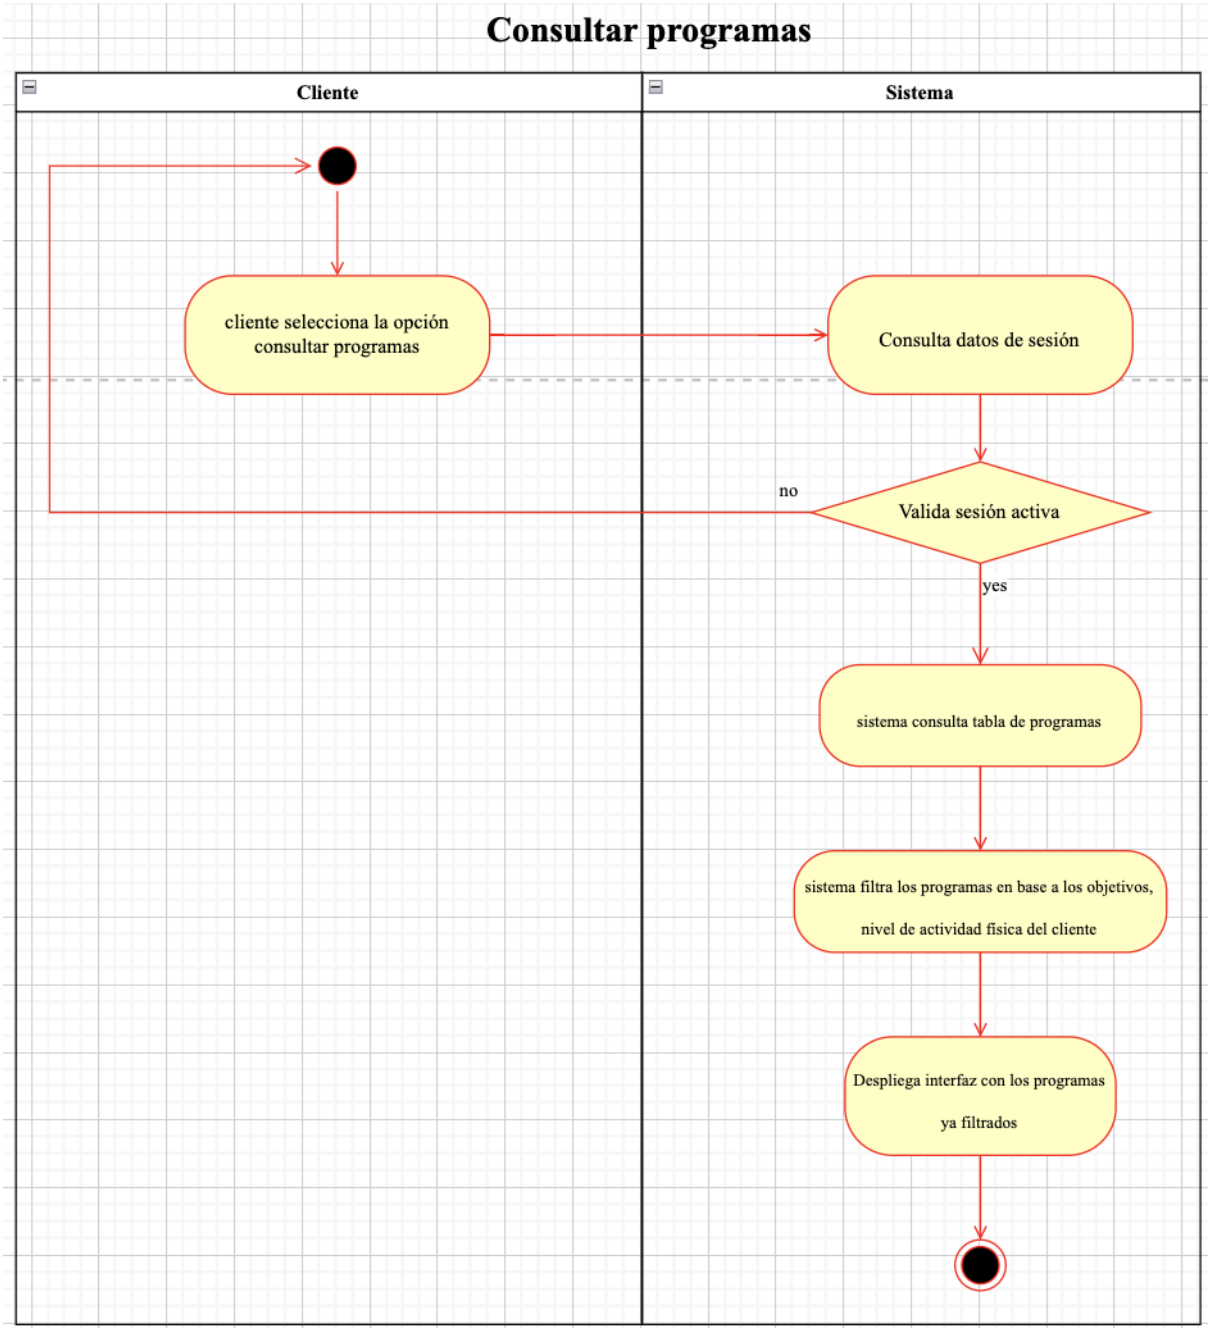 Consultar programas
Cliente
Sistema
cliente selecciona la opción
consultar programas
Consulta datos de sesión
no
Valida sesión activa
yes
sistema consulta tabla de programas
sistema filtra los programas en base a los objetivos,
nivel de actividad física del cliente
Despliega interfaz con los programas
ya filtrados